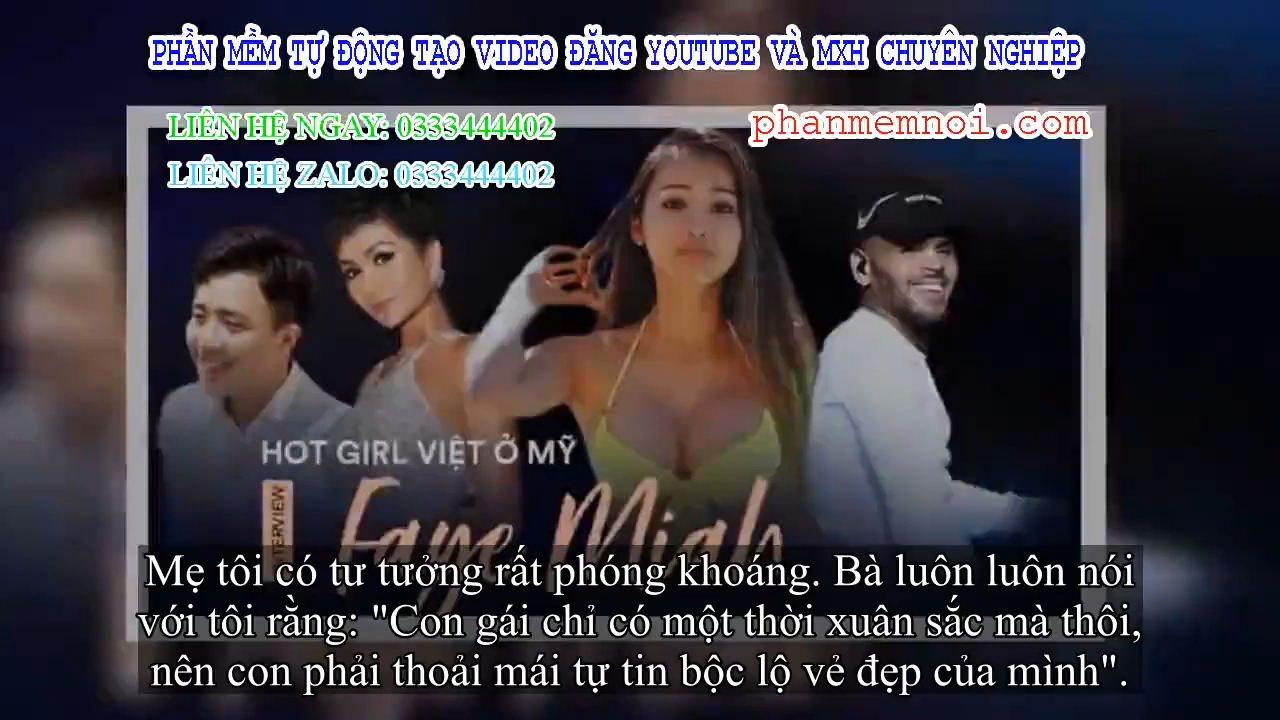 PHẦN MỀM TỰ ĐỘNG TẠO VIDEO ĐĂNG YOUTUBE VÀ MXH CHUYÊN NGHIỆP
LIÊN HỆ NGAY: 0333444402
phanmemnoi.com
LIÊN HỆ ZALO: 0333444402
HOT GIRL VIỆT Ở MỸ
Faye Miah
Mẹ tôi có tư tưởng rất phóng khoáng. Bà luôn luôn nói
với tôi rằng: "Con gái chỉ có một thời xuân sắc mà thôi,
nên con phải thoải mái tự tin bộc lộ vẻ đẹp của mình".